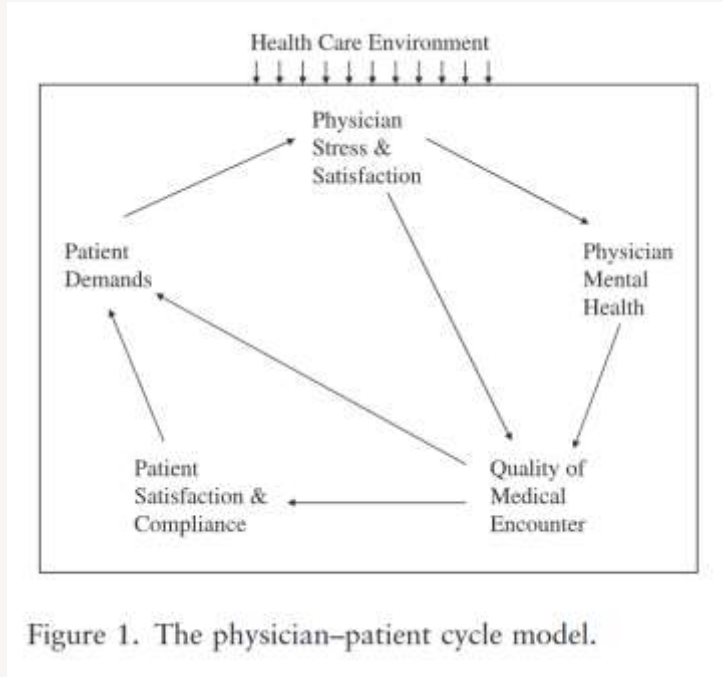 Health Care Environment
Physician
Stress &
Satisfaction
Patient
Demands
Physician
Mental
Health
Patient
Satisfaction &
Compliance
Quality of
Medical
Encounter
Figure 1. The physician–patient cycle model.